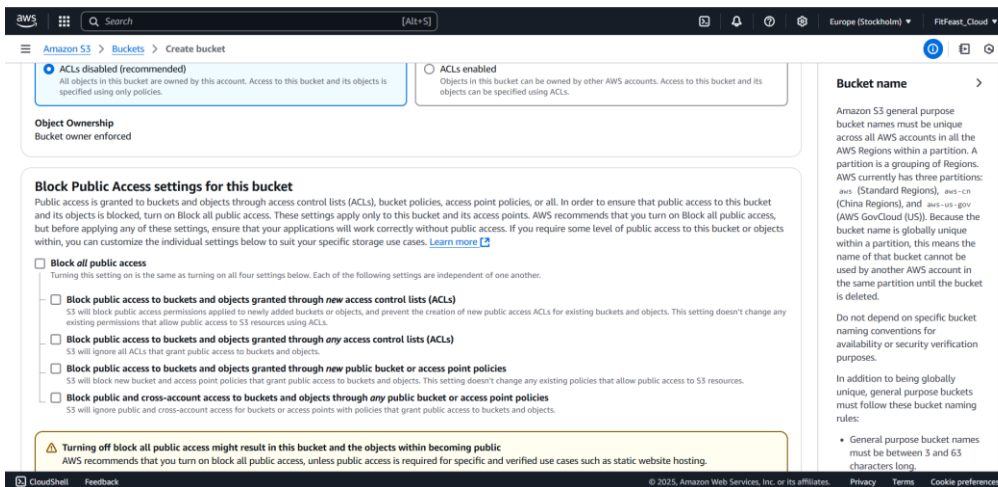 aws
Search
[Alt+S]
Europe (Stockholm)
FitFeast_Cloud
Amazon S3 > Buckets > Create bucket
ACLs disabled (recommended)
All objects in this bucket are owned by this account. Access to this bucket and its objects is
specified using only policies.
ACLs enabled
Objects in this bucket can be owned by other AWS accounts. Access to this bucket and its
objects can be specified using ACLs.
Object Ownership
Bucket owner enforced
Block Public Access settings for this bucket
Public access is granted to buckets and objects through access control lists (ACLs), bucket policies, access point policies, or all. In order to ensure that public access to this bucket
and its objects is blocked, turn on Block all public access. These settings apply only to this bucket and its access points. AWS recommends that you turn on Block all public access,
but before applying any of these settings, ensure that your applications will work correctly without public access. If you require some level of public access to this bucket or objects
within, you can customize the individual settings below to suit your specific storage use cases. Learn more
Block all public access
Turning this setting on is the same as turning on all four settings below. Each of the following settings are independent of one another.
Block public access to buckets and objects granted through new access control lists (ACLs)
S3 will block public access permissions applied to newly added buckets or objects, and prevent the creation of new public access ACLs for existing buckets and objects. This setting doesn't change any
existing permissions that allow public access to S3 resources using ACLs.
Block public access to buckets and objects granted through any access control lists (ACLs)
S3 will ignore all ACLs that grant public access to buckets and objects.
Block public access to buckets and objects granted through new public bucket or access point policies
S3 will block new bucket and access point policies that grant public access to buckets and objects. This setting doesn't change any existing policies that allow public access to S3 resources.
Block public and cross-account access to buckets and objects through any public bucket or access point policies
S3 will ignore public and cross-account access for buckets or access points with policies that grant public access to buckets and objects.
Turning off block all public access might result in this bucket and the objects within becoming public
AWS recommends that you turn on block all public access, unless public access is required for specific and verified use cases such as static website hosting.
Bucket name
Amazon S3 general purpose
bucket names must be unique
across all AWS accounts in all the
AWS Regions within a partition. A
partition is a grouping of Regions.
AWS currently has three partitions:
aws (Standard Regions), aws-cn
(China Regions), and aws-us-gov
(AWS GovCloud (US)). Because the
bucket name is globally unique
within a partition, this means the
name of that bucket cannot be
used by another AWS account in
the same partition until the bucket
is deleted.
Do not depend on specific bucket
naming conventions for
availability or security verification
purposes.
In addition to being globally
unique, general purpose buckets
must follow these bucket naming
rules:
• General purpose bucket names
must be between 3 and 63
characters long.
CloudShell
Feedback
© 2025, Amazon Web Services, Inc. or its affiliates.
Privacy
Terms
Cookie preferences